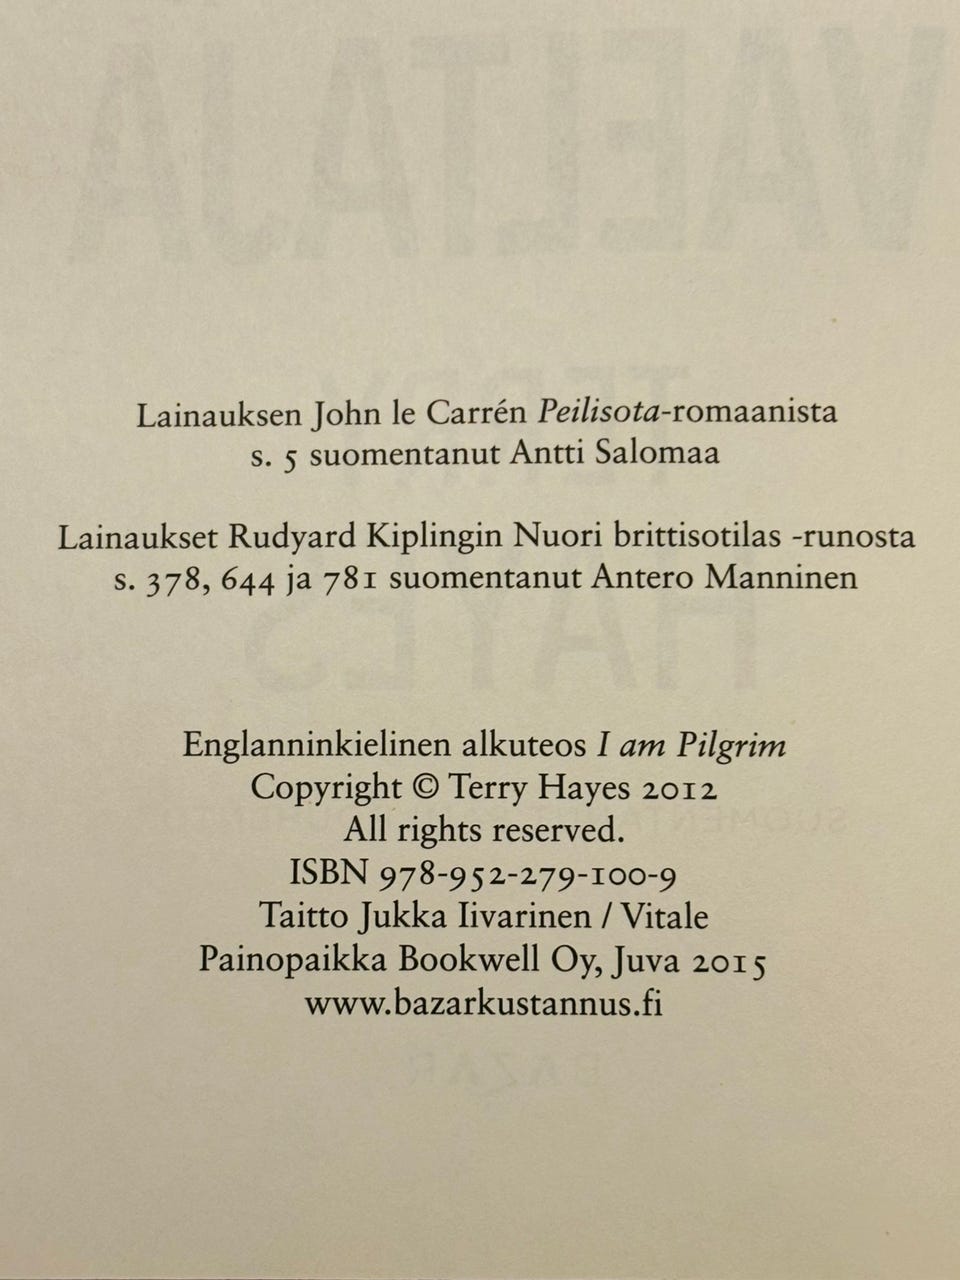 Lainauksen John le Carrén Peilisota-romaanista
s. 5 suomentanut Antti Salomaa
Lainaukset Rudyard Kiplingin Nuori brittisotilas -runosta
s. 378, 644 ja 781 suomentanut Antero Manninen
Englanninkielinen alkuteos I am Pilgrim
Copyright © Terry Hayes 2012
All rights reserved.
ISBN 978-952-279-100-9
Taitto Jukka Iivarinen / Vitale
Painopaikka Bookwell Oy, Juva 2015
www.bazarkustannus.fi